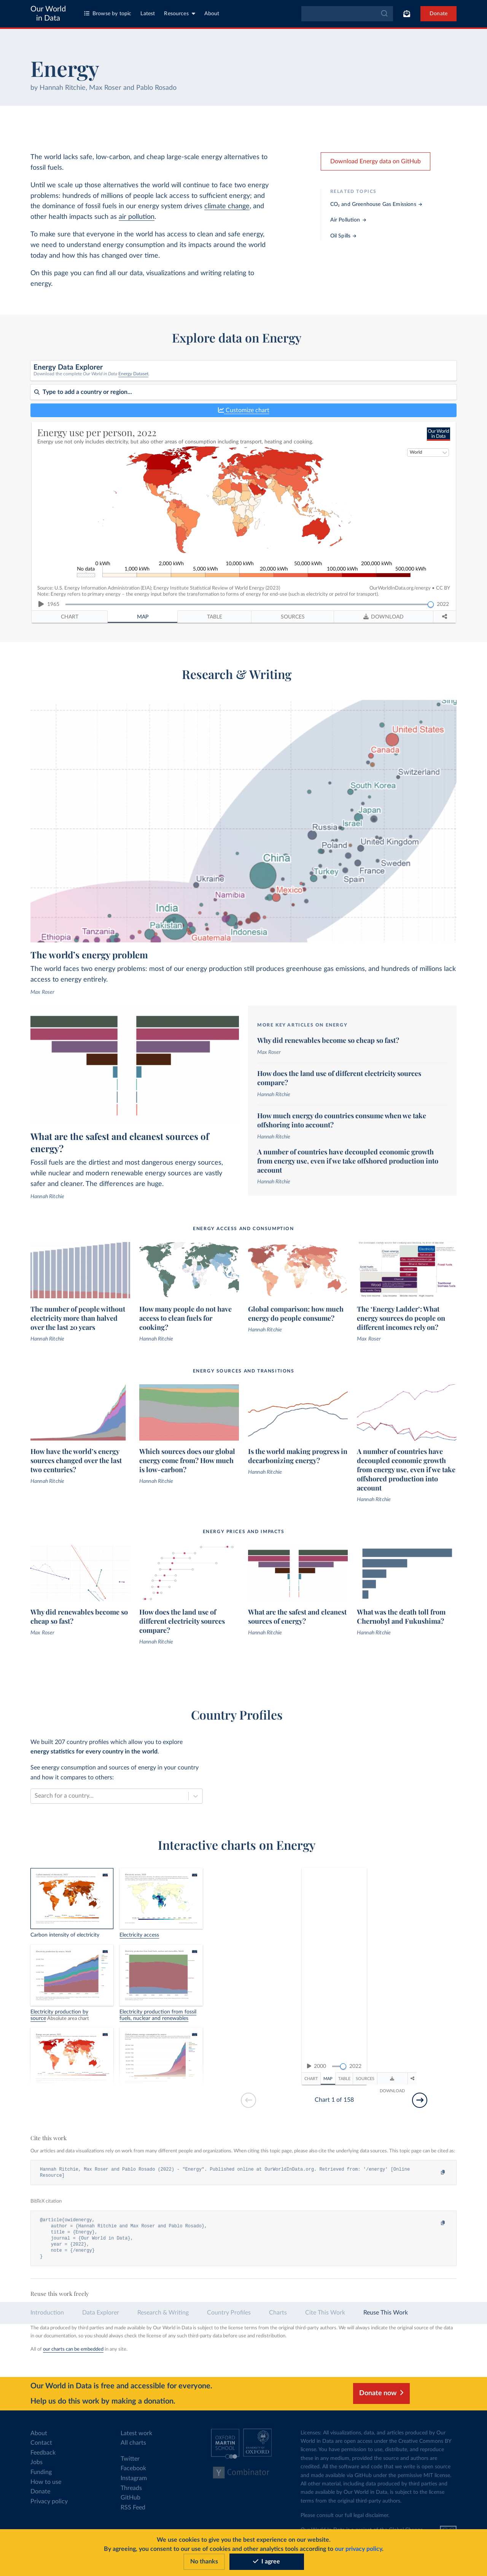 Our World
in Data
Browse by topic
Latest
Resources
About
Donate
Energy
by Hannah Ritchie, Max Roser and Pablo Rosado
The world lacks safe, low-carbon, and cheap large-scale energy alternatives to
fossil fuels.
Until we scale up those alternatives the world will continue to face two energy
problems: hundreds of millions of people lack access to sufficient energy; and
the dominance of fossil fuels in our energy system drives climate change, and
other health impacts such as air pollution.
To make sure that everyone in the world has access to clean and safe energy,
we need to understand energy consumption and its impacts around the world
today and how this has changed over time.
On this page you can find all our data, visualizations and writing relating to
energy.
Download Energy data on GitHub
RELATED TOPICS
CO₂ and Greenhouse Gas Emissions →
Air Pollution →
Oil Spills →
Explore data on Energy
Energy Data Explorer
Download the complete Our World in Data Energy Dataset.
Type to add a country or region...
Customize chart
Energy use per person, 2022
Energy use not only includes electricity, but also other areas of consumption including transport, heating and cooking.
Our World
in Data
World
0 kWh 2,000 kWh 10,000 kWh 50,000 kWh 200,000 kWh
No data 1,000 kWh 5,000 kWh 20,000 kWh 100,000 kWh 500,000 kWh
Source: U.S. Energy Information Administration (EIA); Energy Institute Statistical Review of World Energy (2023)
OurWorldInData.org/energy • CC BY
Note: Energy refers to primary energy – the energy input before the transformation to forms of energy for end-use (such as electricity or petrol for transport).
1965
2022
CHART
MAP
TABLE
SOURCES
DOWNLOAD
Research & Writing
Sing
United States
Canada
Switzerland
South Korea
Japan
Israel
Russia
Poland
United Kingdom
China
Sweden
Turkey
France
Spain
Ukraine
Mexico
Namibia
India
Pakistan
Indonesia
Tanzania
Ethiopia
Guatemala
The world's energy problem
The world faces two energy problems: most of our energy production still produces greenhouse gas emissions, and hundreds of millions lack
access to energy entirely.
Max Roser
What are the safest and cleanest sources of
energy?
Fossil fuels are the dirtiest and most dangerous energy sources,
while nuclear and modern renewable energy sources are vastly
safer and cleaner. The differences are huge.
Hannah Ritchie
MORE KEY ARTICLES ON ENERGY
Why did renewables become so cheap so fast?
Max Roser
How does the land use of different electricity sources
compare?
Hannah Ritchie
How much energy do countries consume when we take
offshoring into account?
Hannah Ritchie
A number of countries have decoupled economic growth
from energy use, even if we take offshored production into
account
Hannah Ritchie
ENERGY ACCESS AND CONSUMPTION
The number of people without
electricity more than halved
over the last 20 years
Hannah Ritchie
How many people do not have
access to clean fuels for
cooking?
Hannah Ritchie
Global comparison: how much
energy do people consume?
Hannah Ritchie
The 'Energy Ladder': What
energy sources do people on
different incomes rely on?
Max Roser
ENERGY SOURCES AND TRANSITIONS
How have the world's energy
sources changed over the last
two centuries?
Hannah Ritchie
Which sources does our global
energy come from? How much
is low-carbon?
Hannah Ritchie
Is the world making progress in
decarbonizing energy?
Hannah Ritchie
A number of countries have
decoupled economic growth
from energy use, even if we take
offshored production into
account
Hannah Ritchie
ENERGY PRICES AND IMPACTS
Why did renewables become so
cheap so fast?
Max Roser
How does the land use of
different electricity sources
compare?
Hannah Ritchie
What are the safest and cleanest
sources of energy?
Hannah Ritchie
What was the death toll from
Chernobyl and Fukushima?
Hannah Ritchie
Country Profiles
We built 207 country profiles which allow you to explore
energy statistics for every country in the world.
See energy consumption and sources of energy in your country
and how it compares to others:
Search for a country...
Interactive charts on Energy
Carbon intensity of electricity
Electricity access
Electricity production by
source Absolute area chart
Electricity production from fossil
fuels, nuclear and renewables
2000
2022
CHART
MAP
TABLE
SOURCES
DOWNLOAD
Chart 1 of 158
Cite this work
Our articles and data visualizations rely on work from many different people and organizations. When citing this topic page, please also cite the underlying data sources. This topic page can be cited as:
Hannah Ritchie, Max Roser and Pablo Rosado (2022) - "Energy". Published online at OurWorldInData.org. Retrieved from: '/energy' [Online
Resource]
BibTeX citation
@article{owidenergy,
author = {Hannah Ritchie and Max Roser and Pablo Rosado},
title = {Energy},
journal = {Our World in Data},
year = {2022},
note = {/energy}
}
Reuse this work freely
Introduction
Data Explorer
Research & Writing
Country Profiles
Charts
Cite This Work
Reuse This Work
The data produced by third parties and made available by Our World in Data is subject to the license terms from the original third-party authors. We will always indicate the original source of the data
in our documentation, so you should always check the license of any such third-party data before use and redistribution.
All of our charts can be embedded in any site.
Our World in Data is free and accessible for everyone.
Help us do this work by making a donation.
Donate now
About
Contact
Feedback
Jobs
Funding
How to use
Donate
Privacy policy
Latest work
All charts
Twitter
Facebook
Instagram
Threads
GitHub
RSS Feed
OXFORD
MARTIN
SCHOOL
OXFORD
Y Combinator
Licenses: All visualizations, data, and articles produced by Our
World in Data are open access under the Creative Commons BY
license. You have permission to use, distribute, and reproduce
these in any medium, provided the source and authors are
credited. All the software and code that we write is open source
and made available via GitHub under the permissive MIT license.
All other material, including data produced by third parties and
made available by Our World in Data, is subject to the license
terms from the original third-party authors.
Please consult our full legal disclaimer.
We use cookies to give you the best experience on our website.
By agreeing, you consent to our use of cookies and other analytics tools according to our privacy policy.
No thanks
I agree